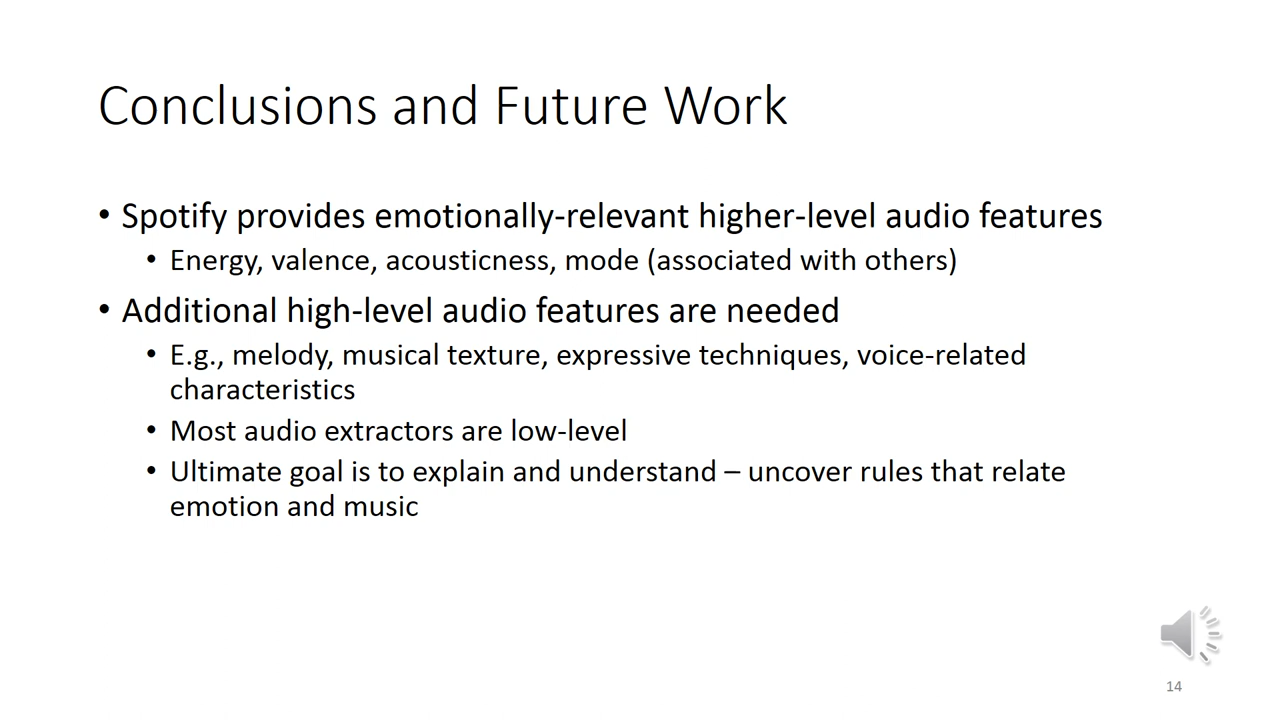 Conclusions and Future Work
• Spotify provides emotionally-relevant higher-level audio features
• Energy, valence, acousticness, mode (associated with others)
• Additional high-level audio features are needed
• E.g., melody, musical texture, expressive techniques, voice-related
characteristics
• Most audio extractors are low-level
• Ultimate goal is to explain and understand – uncover rules that relate
emotion and music
14